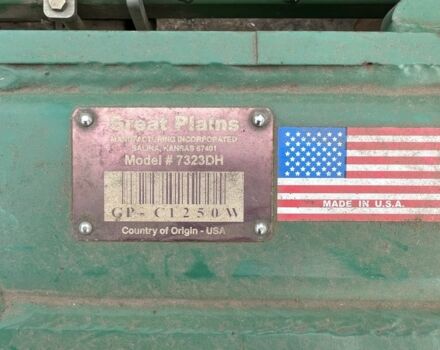 Great Plains
MANUFACTURING INCORPORATED
SALINA, KANSAS 67401
Model # 7323DH
GP-C1250W
Country of Origin - USA
MADE IN U.S.A.